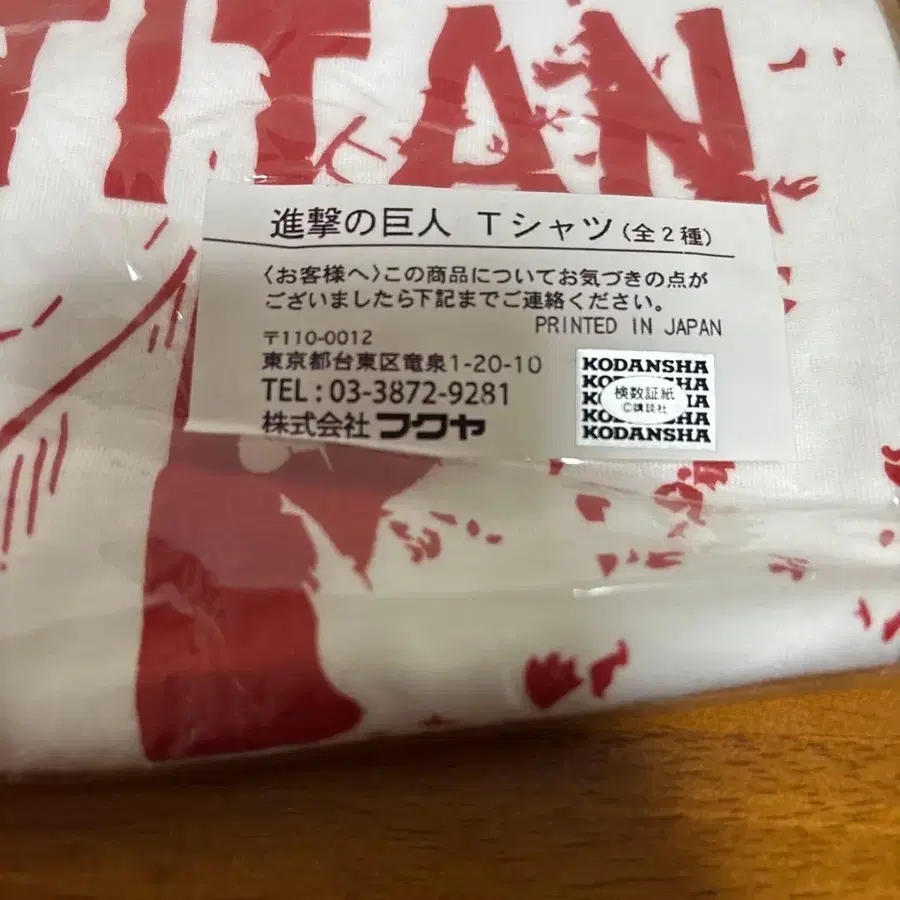 TITAN
進撃の巨人 Tシャツ(全2種)
〈お客様へ〉この商品についてお気づきの点が
ございましたら下記までご連絡ください。
PRINTED IN JAPAN
〒110-0012
東京都台東区竜泉1-20-10
TEL : 03-3872-9281
株式会社 フクヤ
KODANSHA
検数証紙
©講談社
KODANSHA